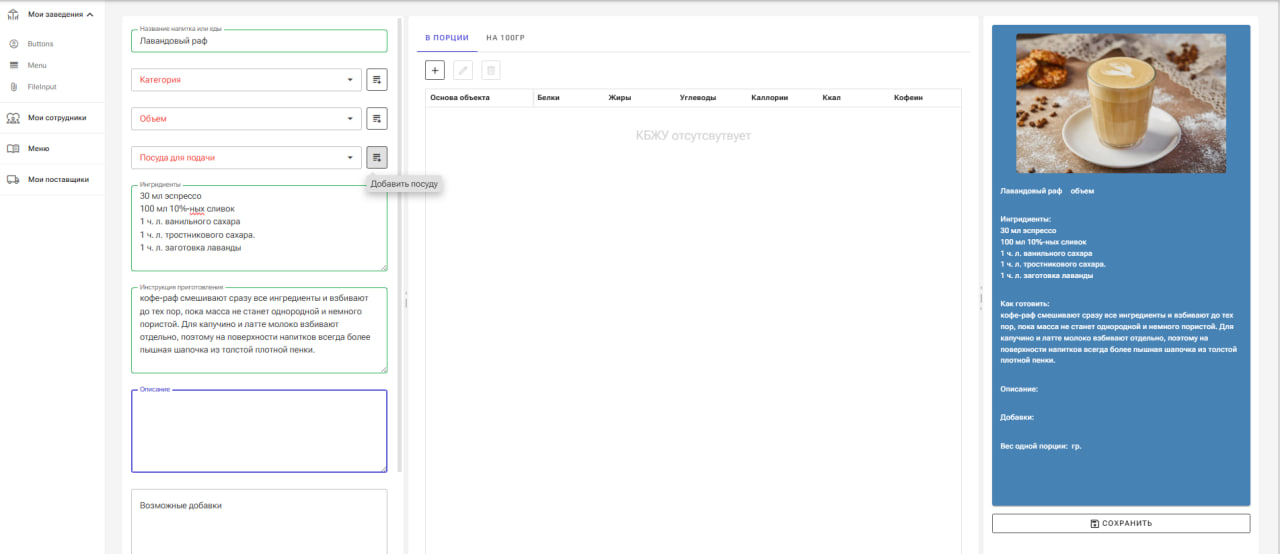 Мои заведения
Buttons
Menu
FileInput
Мои сотрудники
Меню
Мои поставщики
Название напитка или еды
Лавандовый раф
Категория
Объем
Посуда для подачи
Добавить посуду
Ингридиенты
30 мл эспрессо
100 мл 10%-ных сливок
1 ч. л. ванильного сахара
1 ч. л. тростникового сахара.
1 ч. л. заготовка лаванды
Инструкция приготовления
кофе-раф смешивают сразу все ингредиенты и взбивают
до тех пор, пока масса не станет однородной и немного
пористой. Для капучино и латте молоко взбивают
отдельно, поэтому на поверхности напитков всегда более
пышная шапочка из толстой плотной пенки.
Описание
Возможные добавки
В ПОРЦИИ НА 100ГР
Основа объекта Белки Жиры Углеводы Каллории Ккал Кофеин
КБЖУ отсутсвутвует
Лавандовый раф объем
Ингридиенты:
30 мл эспрессо
100 мл 10%-ных сливок
1 ч. л. ванильного сахара
1 ч. л. тростникового сахара.
1 ч. л. заготовка лаванды
Как готовить:
кофе-раф смешивают сразу все ингредиенты и взбивают до тех
пор, пока масса не станет однородной и немного пористой. Для
капучино и латте молоко взбивают отдельно, поэтому на
поверхности напитков всегда более пышная шапочка из толстой
плотной пенки.
Описание:
Добавки:
Вес одной порции: гр.
СОХРАНИТЬ